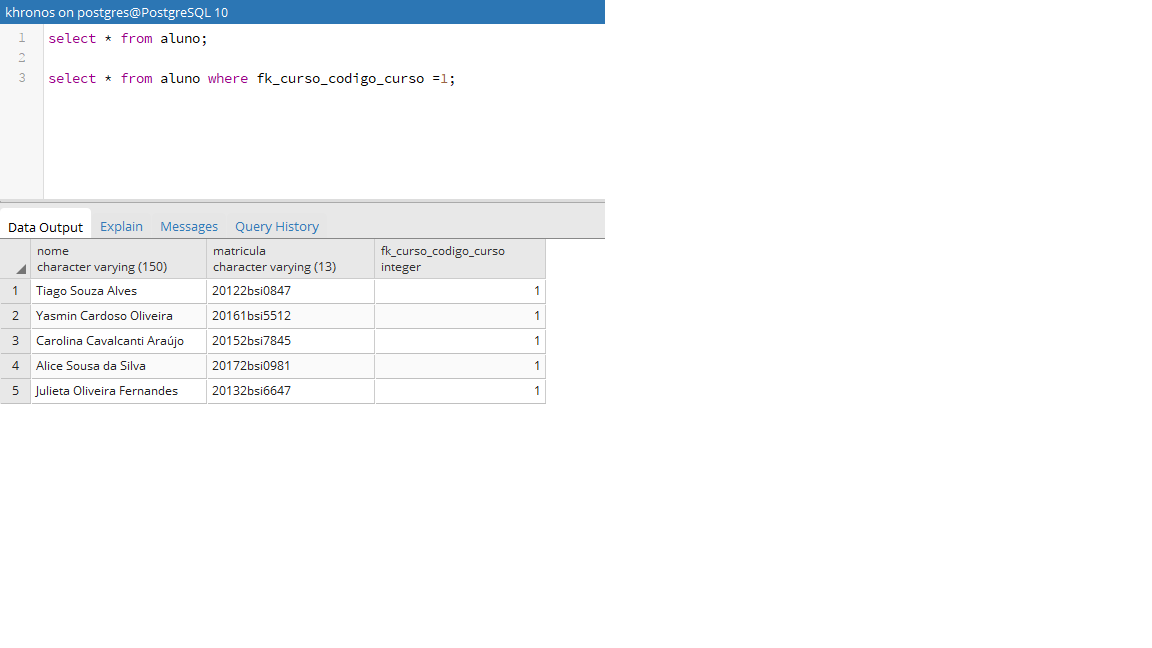 khronos on postgres@PostgreSQL 10
1 select * from aluno;
2
3 select * from aluno where fk_curso_codigo_curso =1;
Data Output Explain Messages Query History
nome matricula fk_curso_codigo_curso
character varying (150) character varying (13) integer
1 Tiago Souza Alves 20122bsi0847 1
2 Yasmin Cardoso Oliveira 20161bsi5512 1
3 Carolina Cavalcanti Araújo 20152bsi7845 1
4 Alice Sousa da Silva 20172bsi0981 1
5 Julieta Oliveira Fernandes 20132bsi6647 1